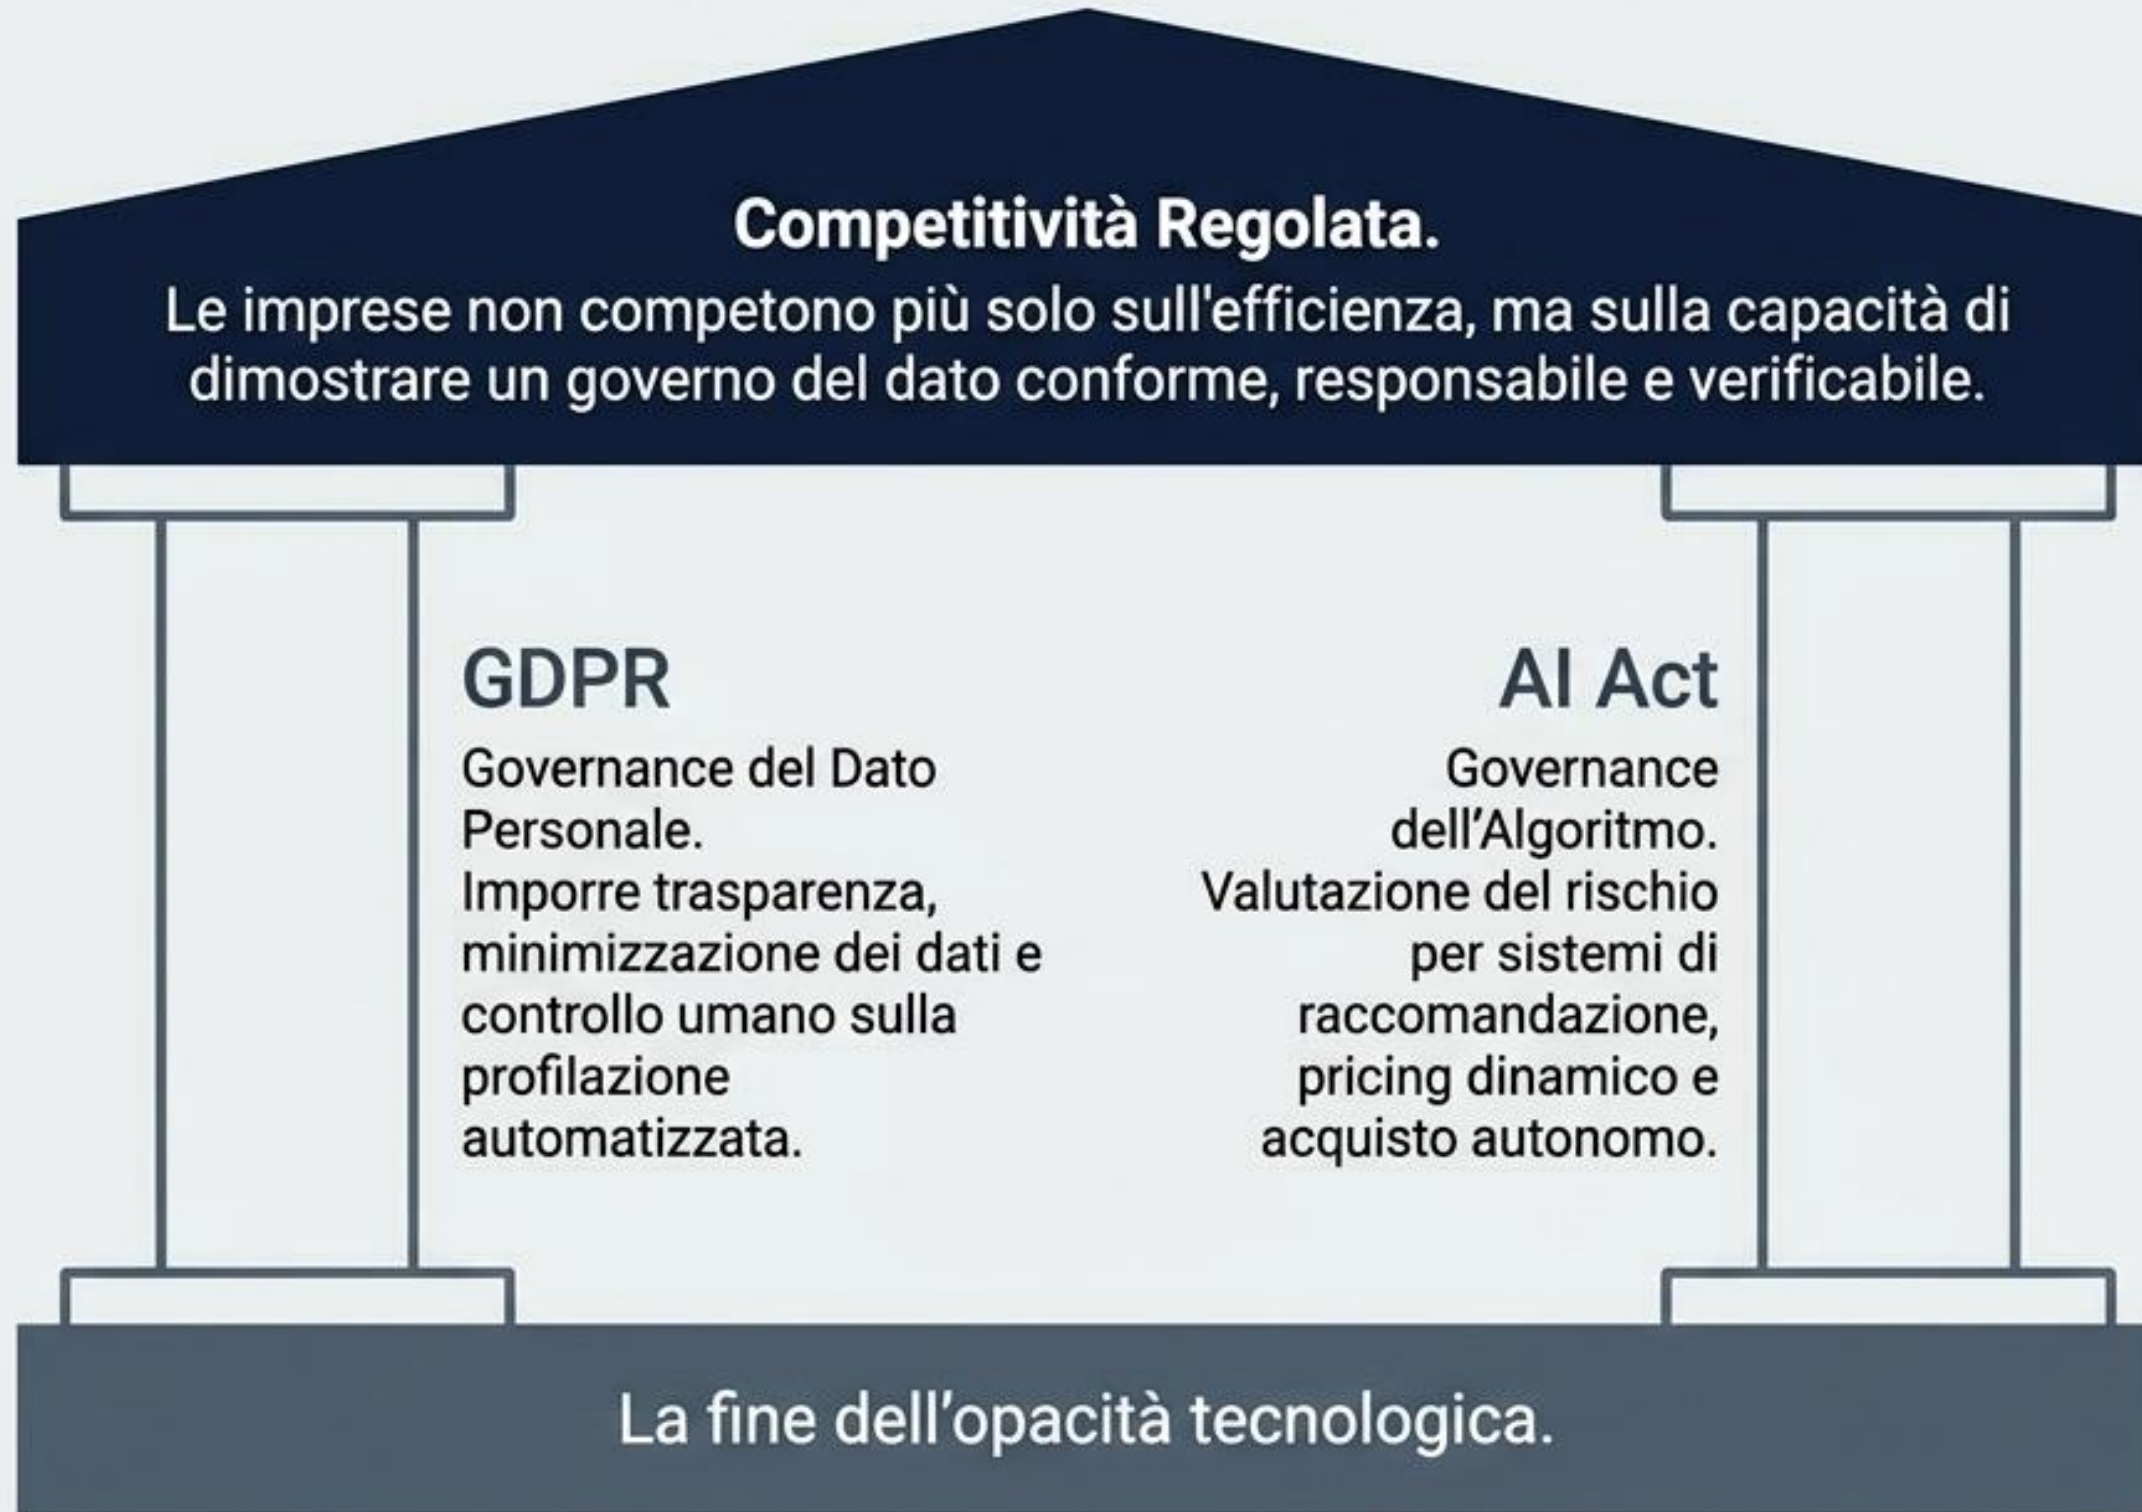 Competitività Regolata.
Le imprese non competono più solo sull'efficienza, ma sulla capacità di
dimostrare un governo del dato conforme, responsabile e verificabile.
GDPR
Governance del Dato
Personale.
Imporre trasparenza,
minimizzazione dei dati e
controllo umano sulla
profilazione
automatizzata.
AI Act
Governance
dell’Algoritmo.
Valutazione del rischio
per sistemi di
raccomandazione,
pricing dinamico e
acquisto autonomo.
La fine dell’opacità tecnologica.